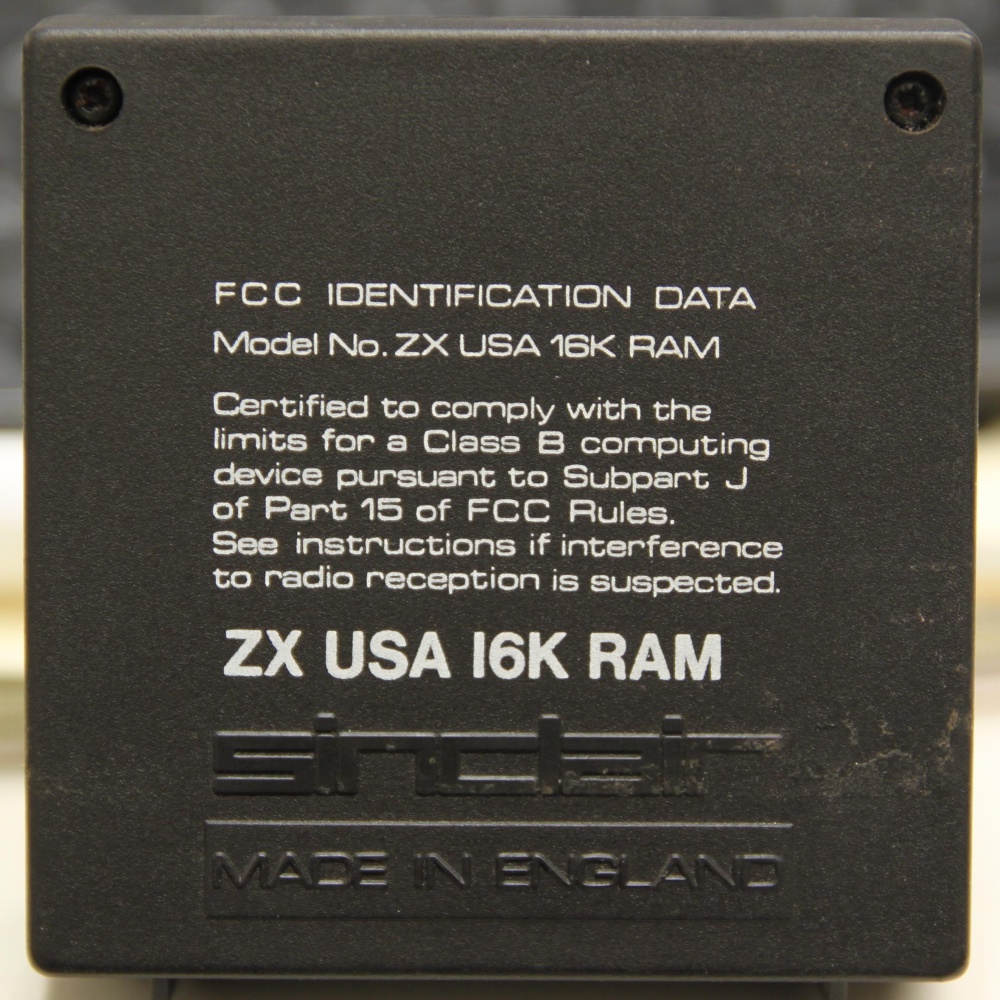 FCC IDENTIFICATION DATA
Model No. ZX USA 16K RAM
Certified to comply with the
limits for a Class B computing
device pursuant to Subpart J
of Part 15 of FCC Rules.
See instructions if interference
to radio reception is suspected.
ZX USA 16K RAM
sinclair
MADE IN ENGLAND